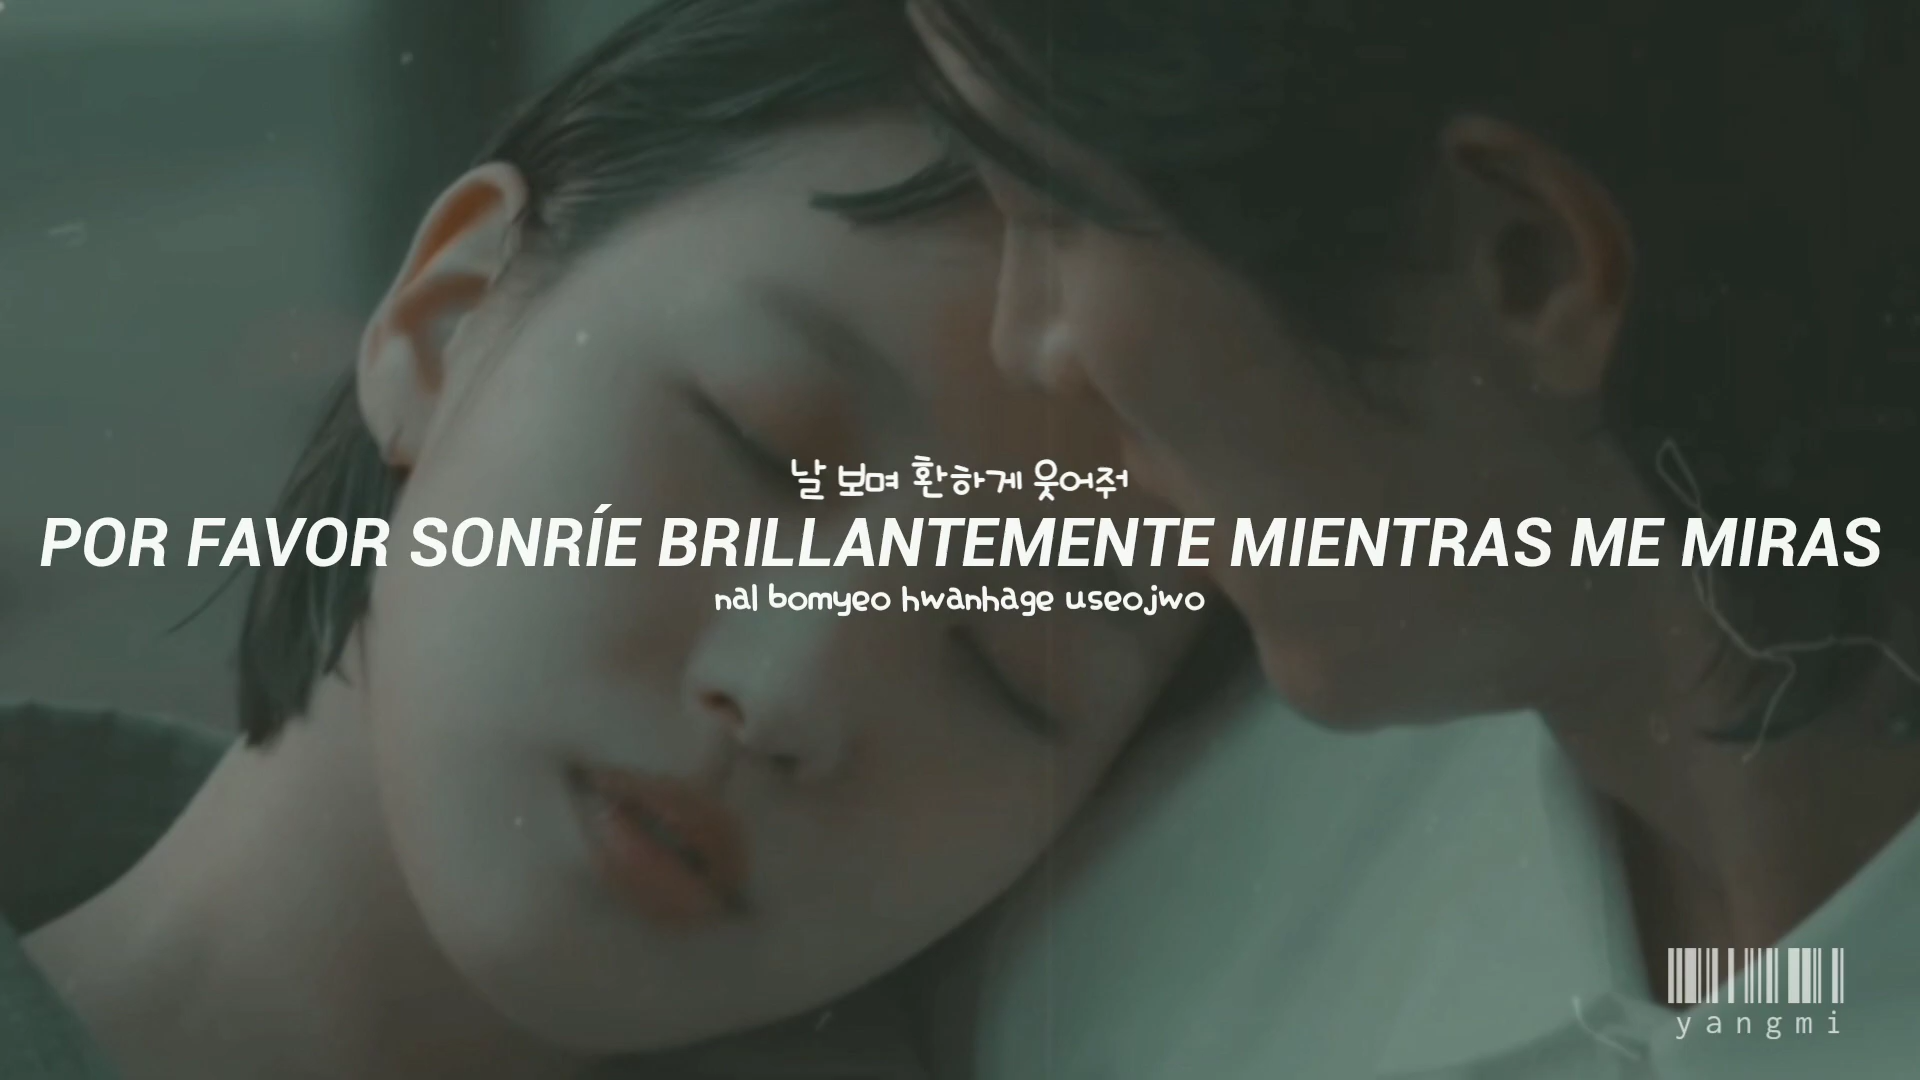 날 보며 환하게 웃어줘
POR FAVOR SONRÍE BRILLANTEMENTE MIENTRAS ME MIRAS
nal bomyeo hwanhage useojwo
yangmi